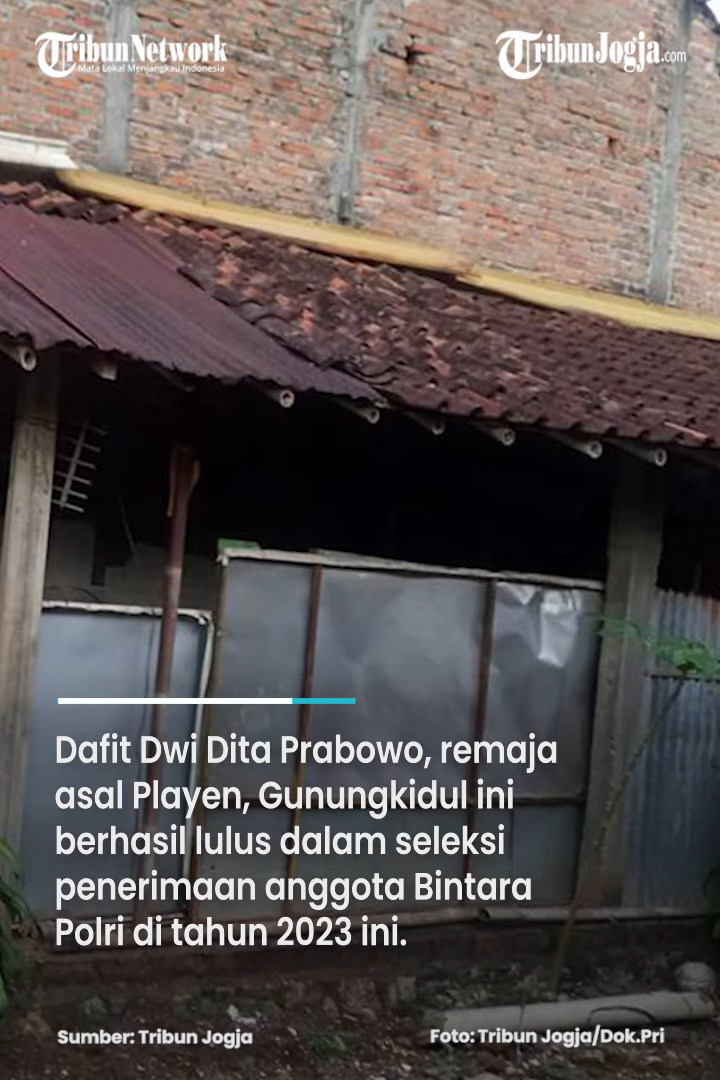 TribunNetwork
Mata Lokal Menjangkau Indonesia
TribunJogja.com
Dafit Dwi Dita Prabowo, remaja
asal Playen, Gunungkidul ini
berhasil lulus dalam seleksi
penerimaan anggota Bintara
Polri di tahun 2023 ini.
Sumber: Tribun Jogja
Foto: Tribun Jogja/Dok.Pri